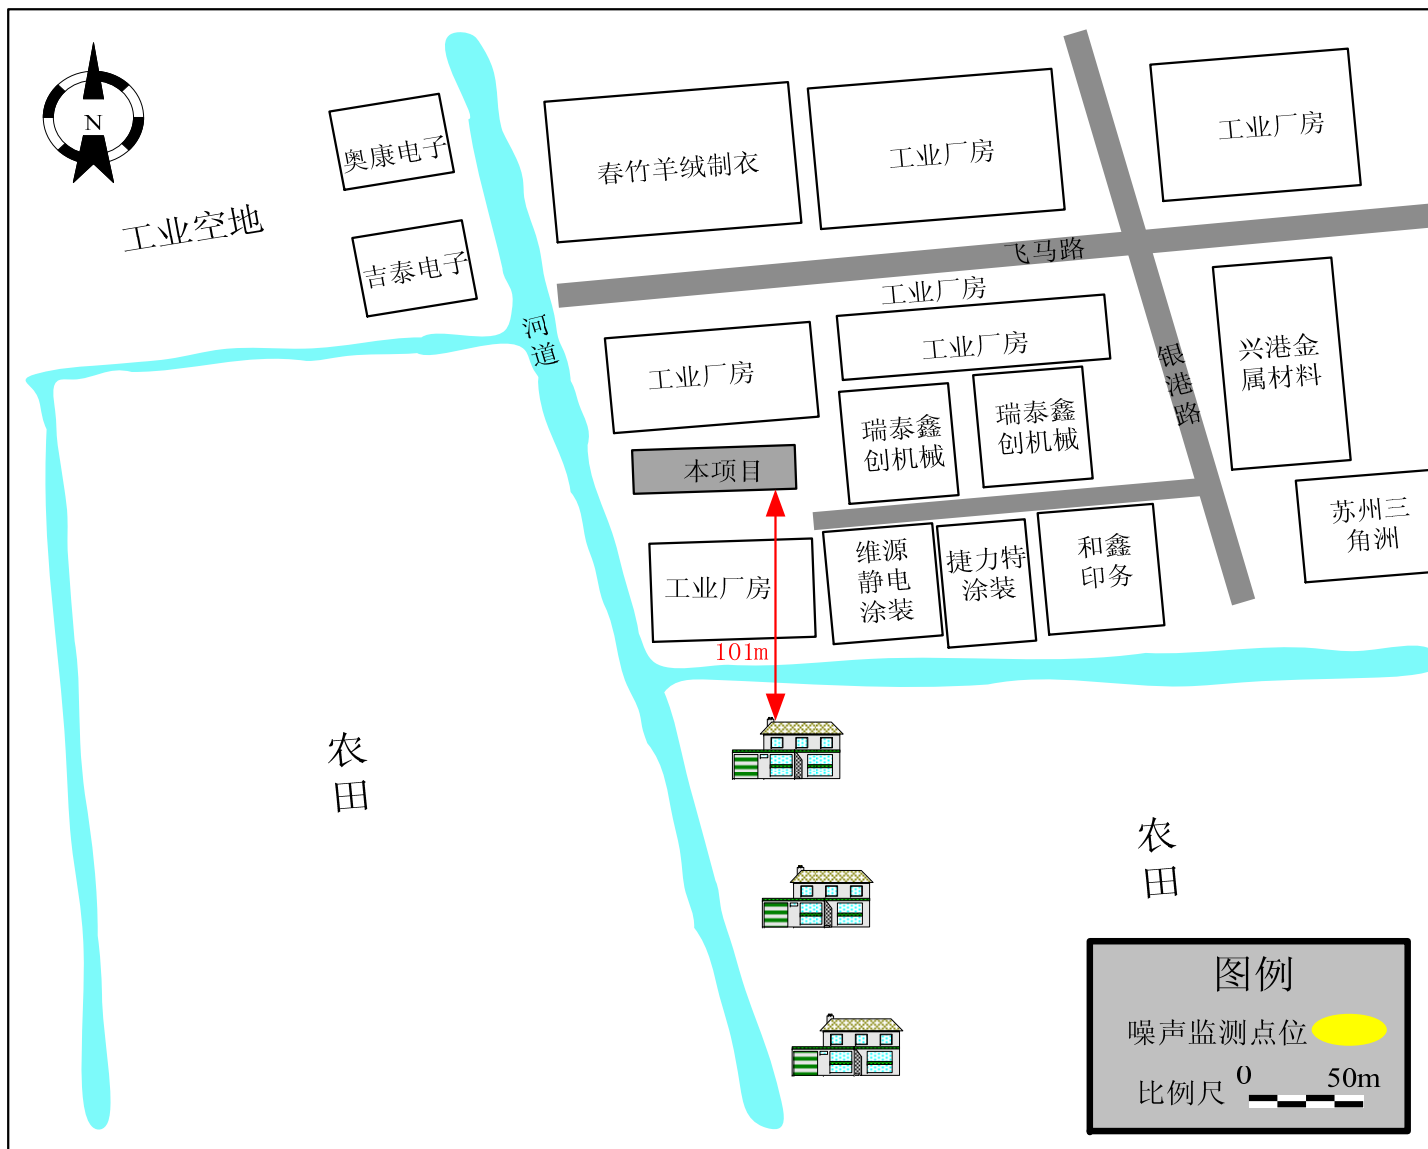 N
奥康电子
工业空地
吉泰电子
春竹羊绒制衣
工业厂房
工业厂房
飞马路
工业厂房
河
道
工业厂房
工业厂房
银
港
路
兴港金
属材料
瑞泰鑫
创机械
瑞泰鑫
创机械
本项目
苏州三
角洲
工业厂房
维源
静电
涂装
捷力特
涂装
和鑫
印务
101m
农
田
农
田
图例
噪声监测点位
比例尺
0
50m